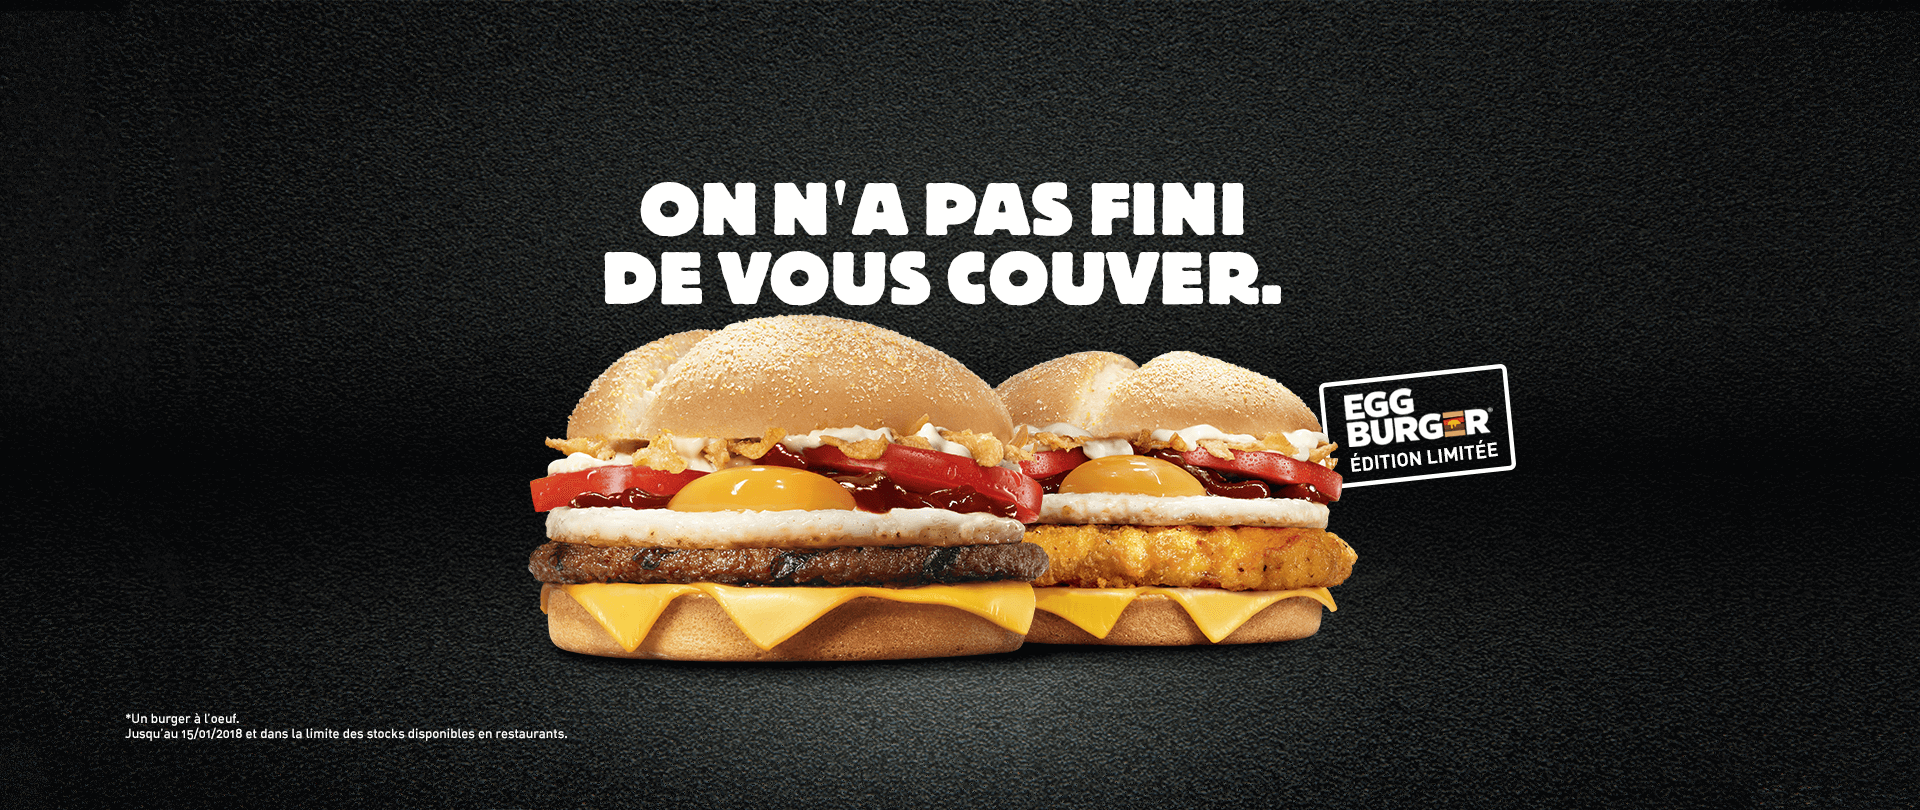 ON N'A PAS FINI
DE VOUS COUVER.
EGG
BURGER®
ÉDITION LIMITÉE
*Un burger à l'oeuf.
Jusqu'au 15/01/2018 et dans la limite des stocks disponibles en restaurants.